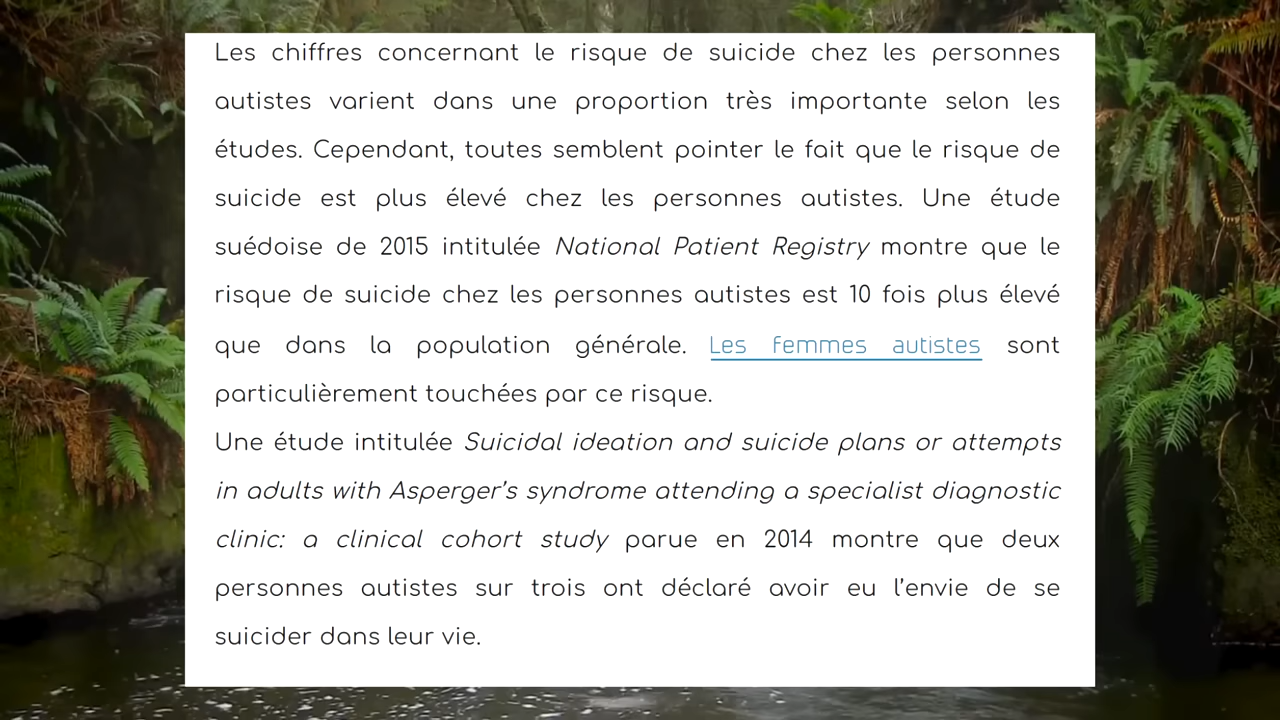 Les chiffres concernant le risque de suicide chez les personnes
autistes varient dans une proportion très importante selon les
études. Cependant, toutes semblent pointer le fait que le risque de
suicide est plus élevé chez les personnes autistes. Une étude
suédoise de 2015 intitulée National Patient Registry montre que le
risque de suicide chez les personnes autistes est 10 fois plus élevé
que dans la population générale. Les femmes autistes sont
particulièrement touchées par ce risque.
Une étude intitulée Suicidal ideation and suicide plans or attempts
in adults with Asperger’s syndrome attending a specialist diagnostic
clinic: a clinical cohort study parue en 2014 montre que deux
personnes autistes sur trois ont déclaré avoir eu l’envie de se
suicider dans leur vie.